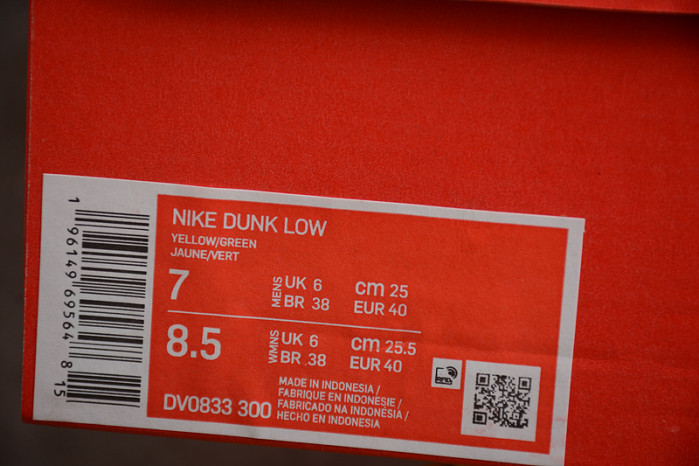 NIKE DUNK LOW
YELLOW/GREEN
JAUNE/VERT
7 MENS UK 6 cm 25
BR 38 EUR 40
8.5 WMNS UK 6 cm 25.5
BR 38 EUR 40
MADE IN INDONESIA /
FABRIQUE EN INDONESIE /
FABRICADO NA INDONÉSIA /
HECHO EN INDONESIA
DV0833 300
1 96149 69564 8 15